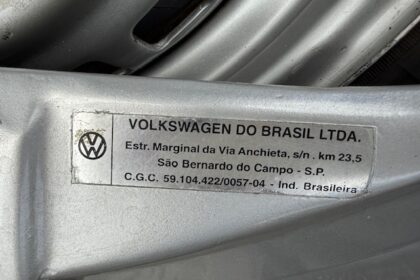 VOLKSWAGEN DO BRASIL LTDA.
Estr. Marginal da Via Anchieta, s/n . km 23,5
São Bernardo do Campo - S.P.
C.G.C. 59.104.422/0057-04 - Ind. Brasileira